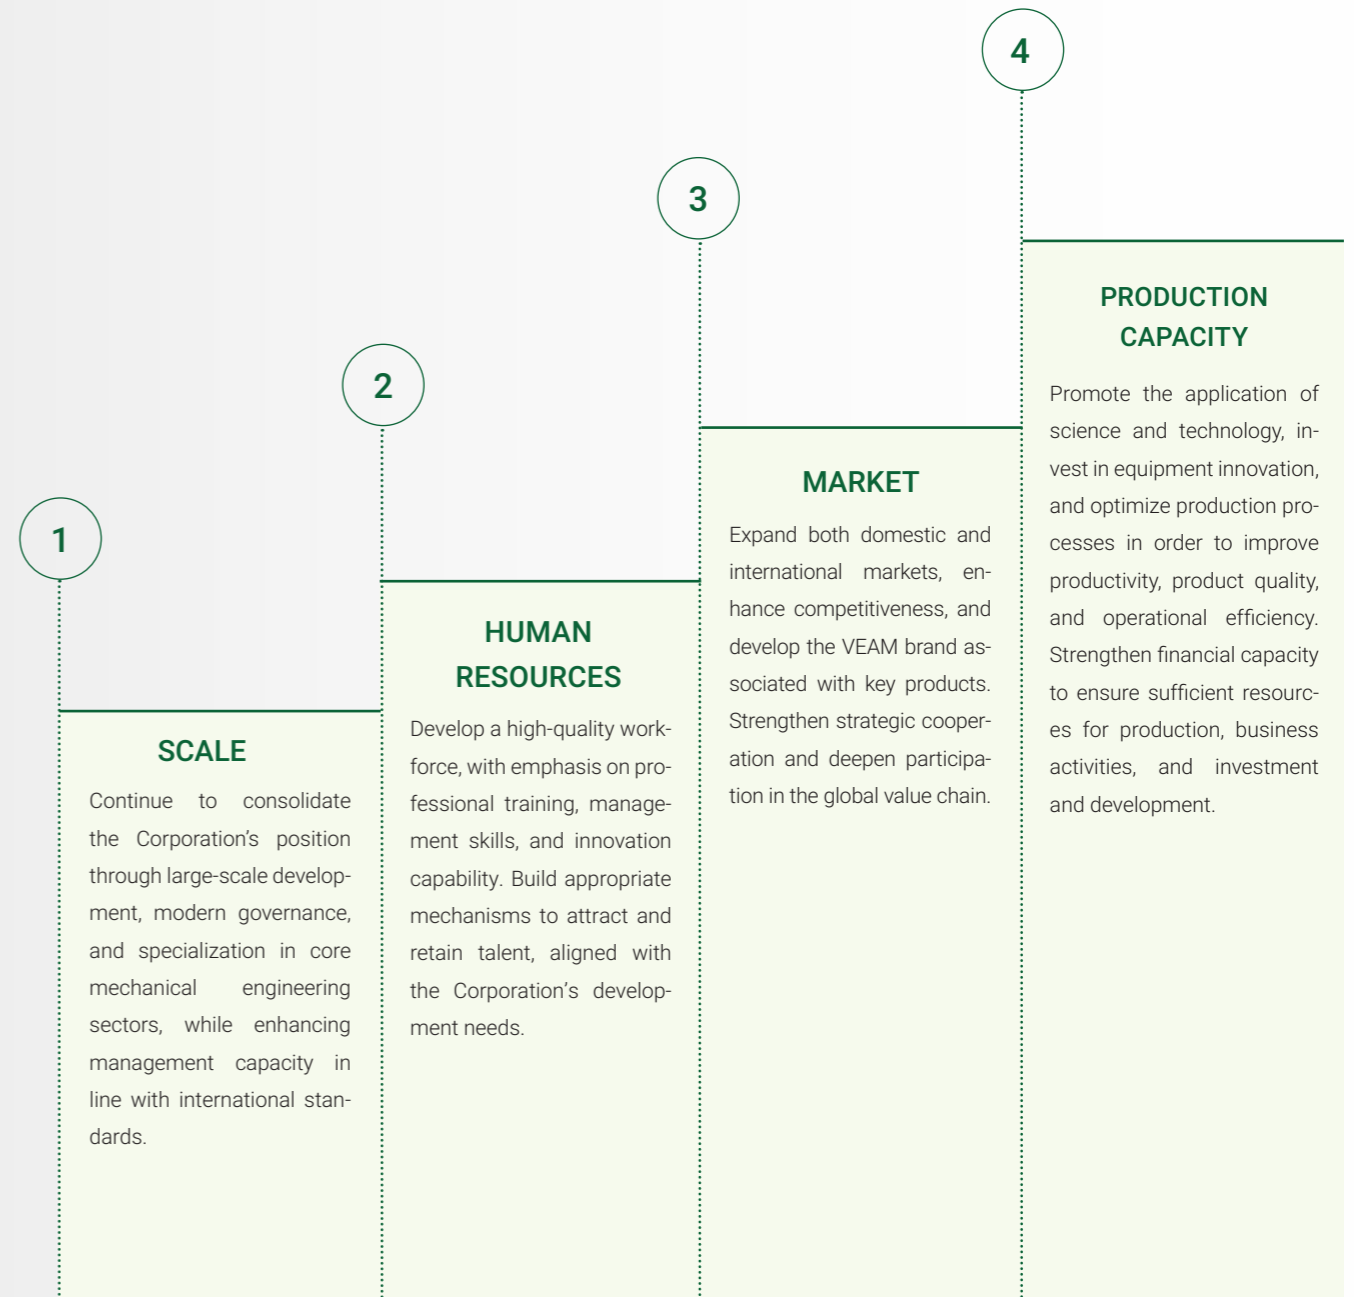 1
SCALE
Continue to consolidate
the Corporation’s position
through large-scale develop-
ment, modern governance,
and specialization in core
mechanical engineering
sectors, while enhancing
management capacity in
line with international stan-
dards.
2
HUMAN
RESOURCES
Develop a high-quality work-
force, with emphasis on pro-
fessional training, manage-
ment skills, and innovation
capability. Build appropriate
mechanisms to attract and
retain talent, aligned with
the Corporation’s develop-
ment needs.
3
MARKET
Expand both domestic and
international markets, en-
hance competitiveness, and
develop the VEAM brand as-
sociated with key products.
Strengthen strategic cooper-
ation and deepen participa-
tion in the global value chain.
4
PRODUCTION
CAPACITY
Promote the application of
science and technology, in-
vest in equipment innovation,
and optimize production pro-
cesses in order to improve
productivity, product quality,
and operational efficiency.
Strengthen financial capacity
to ensure sufficient resourc-
es for production, business
activities, and investment
and development.